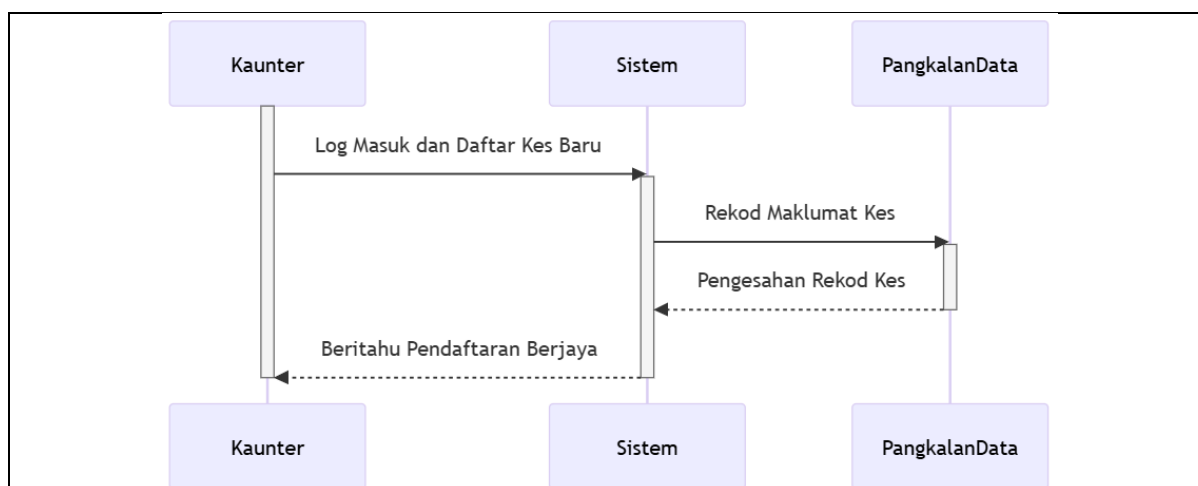 Kaunter
Sistem
PangkalanData
Log Masuk dan Daftar Kes Baru
Rekod Maklumat Kes
Pengesahan Rekod Kes
Beritahu Pendaftaran Berjaya
Kaunter
Sistem
PangkalanData